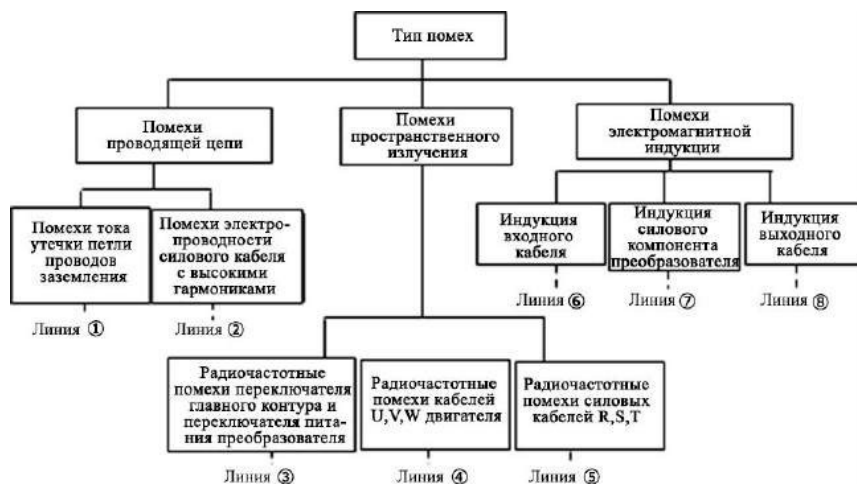 Тип помех
Помехи
проводящей цепи
Помехи
пространственного
излучения
Помехи
электромагнитной
индукции
Помехи тока
утечки петли
проводов
заземления
Помехи электро-
проводности
силового кабеля
с высокими
гармониками
Индукция
входного
кабеля
Индукция
силового
компонента
преобразователя
Индукция
выходного
кабеля
Линия ①
Линия ②
Линия ⑥
Линия ⑦
Линия ⑧
Радиочастотные
помехи переключателя
главного контура и
переключателя пита-
ния преобразователя
Радиочастотные
помехи кабелей
U,V,W двигателя
Радиочастотные
помехи силовых
кабелей R,S,T
Линия ③
Линия ④
Линия ⑤